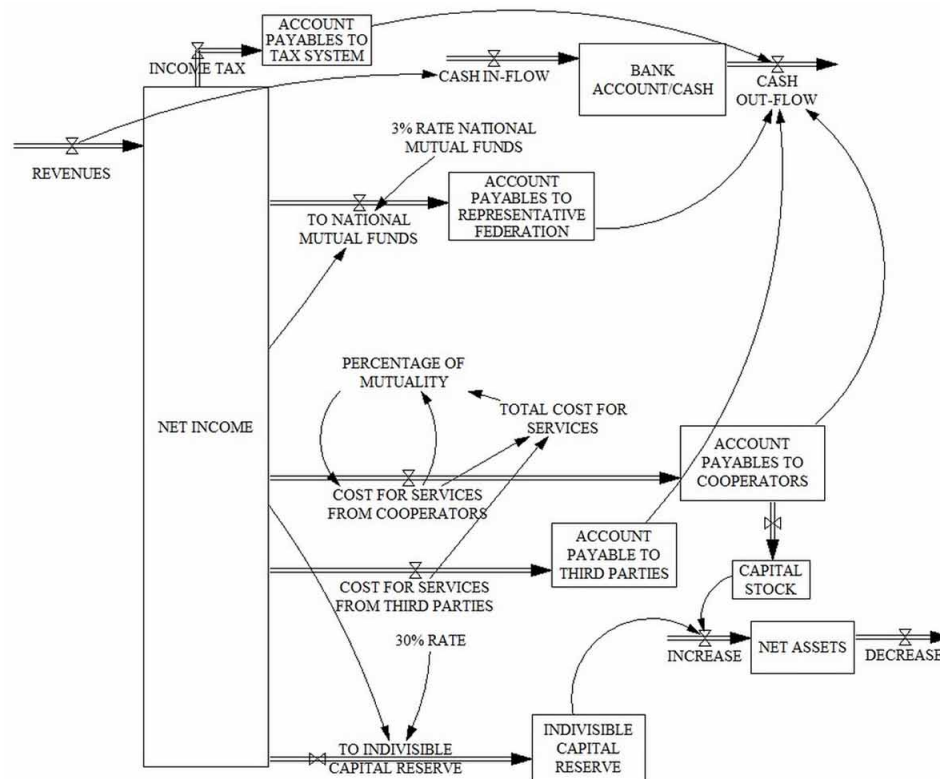 ACCOUNT
PAYABLES TO
TAX SYSTEM
INCOME TAX
CASH IN-FLOW
BANK
ACCOUNT/CASH
CASH
OUT-FLOW
REVENUES
3% RATE NATIONAL
MUTUAL FUNDS
TO NATIONAL
MUTUAL FUNDS
ACCOUNT
PAYABLES TO
REPRESENTATIVE
FEDERATION
NET INCOME
PERCENTAGE OF
MUTUALITY
TOTAL COST FOR
SERVICES
COST FOR SERVICES
FROM COOPERATORS
ACCOUNT
PAYABLES TO
COOPERATORS
COST FOR SERVICES
FROM THIRD PARTIES
ACCOUNT
PAYABLE TO
THIRD PARTIES
CAPITAL
STOCK
INCREASE
NET ASSETS
DECREASE
30% RATE
TO INDIVISIBLE
CAPITAL RESERVE
INDIVISIBLE
CAPITAL
RESERVE